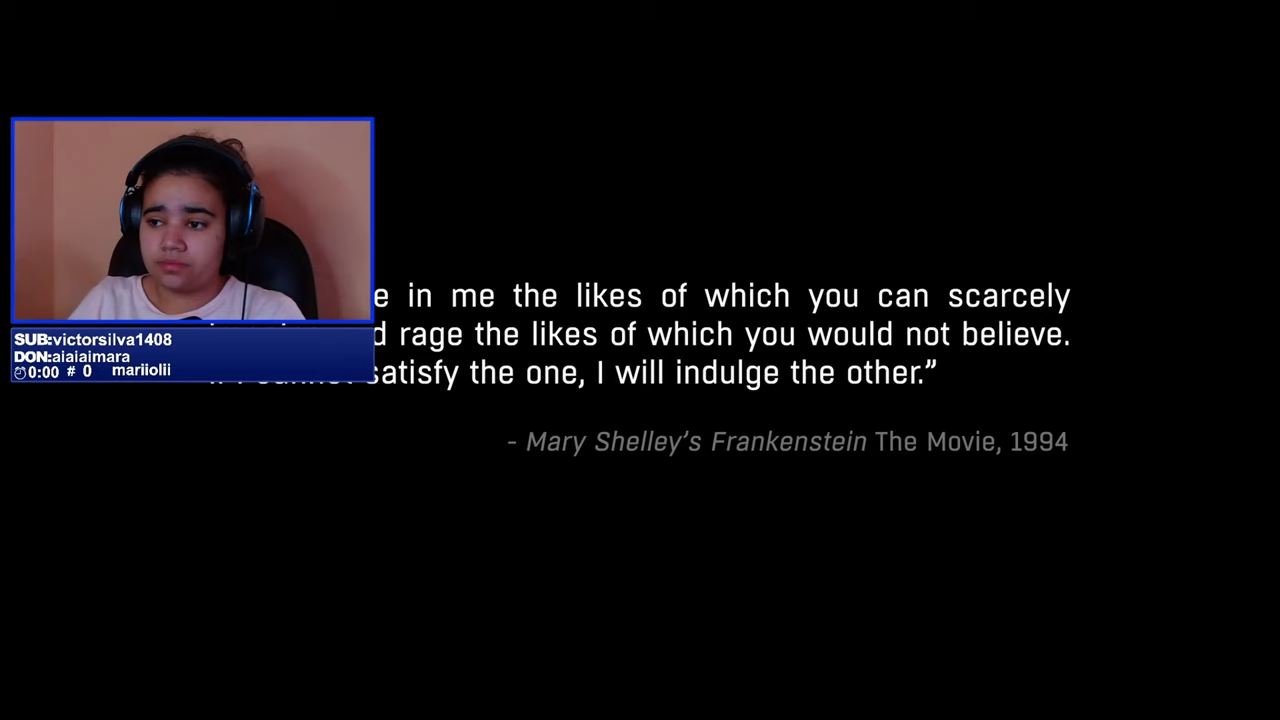 SUB:victorsilva1408
DON:aiaiaimara
0:00 # 0 mariiolii
in me the likes of which you can scarcely
rage the likes of which you would not believe.
satisfy the one, I will indulge the other.”
- Mary Shelley’s Frankenstein The Movie, 1994